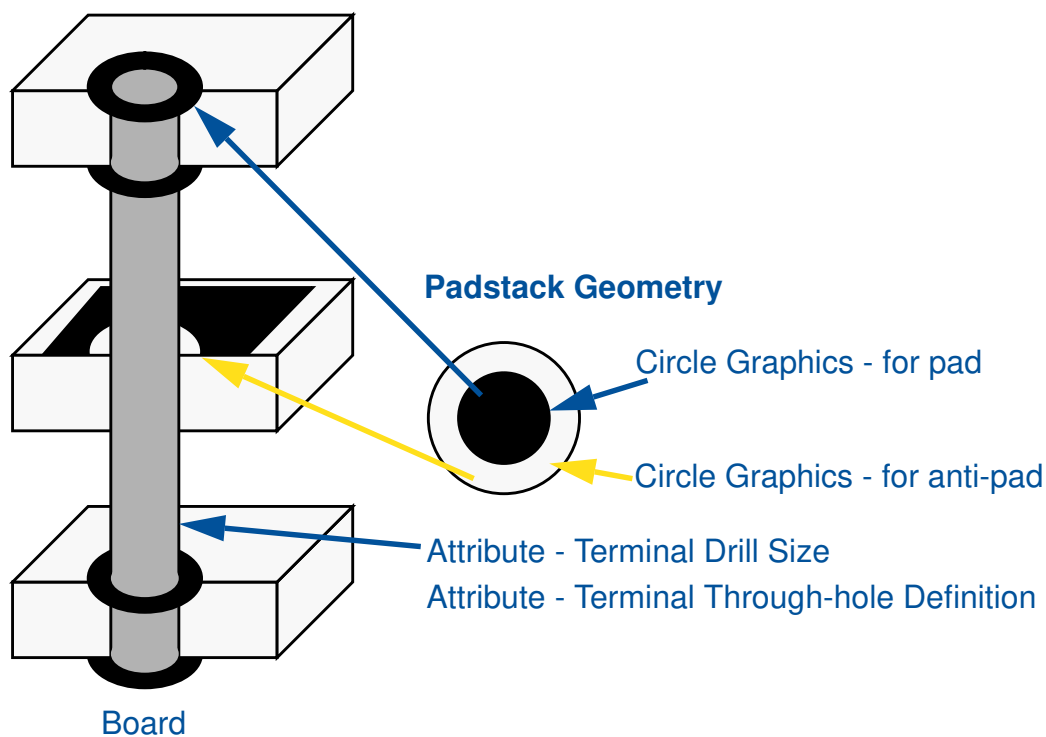 Padstack Geometry
Circle Graphics - for pad
Circle Graphics - for anti-pad
Attribute - Terminal Drill Size
Attribute - Terminal Through-hole Definition
Board